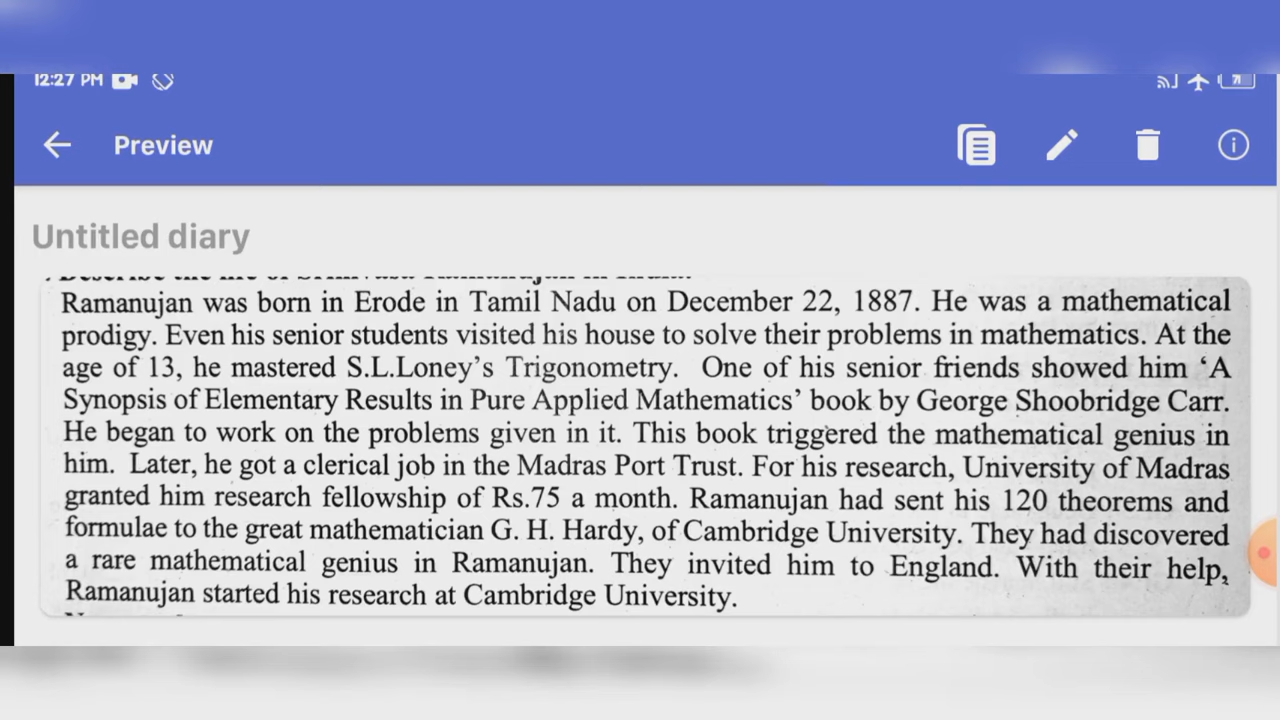 12:27 PM
Preview
Untitled diary
Ramanujan was born in Erode in Tamil Nadu on December 22, 1887. He was a mathematical
prodigy. Even his senior students visited his house to solve their problems in mathematics. At the
age of 13, he mastered S.L.Loney's Trigonometry. One of his senior friends showed him 'A
Synopsis of Elementary Results in Pure Applied Mathematics' book by George Shoobridge Carr.
He began to work on the problems given in it. This book triggered the mathematical genius in
him. Later, he got a clerical job in the Madras Port Trust. For his research, University of Madras
granted him research fellowship of Rs.75 a month. Ramanujan had sent his 120 theorems and
formulae to the great mathematician G. H. Hardy, of Cambridge University. They had discovered
a rare mathematical genius in Ramanujan. They invited him to England. With their help,
Ramanujan started his research at Cambridge University.